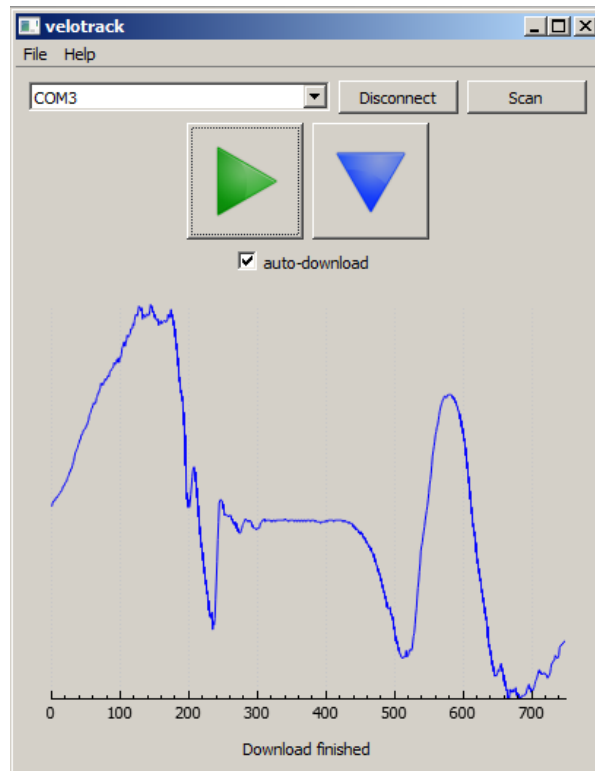 velotrack
File Help
COM3 Disconnect Scan
auto-download
0 100 200 300 400 500 600 700
Download finished